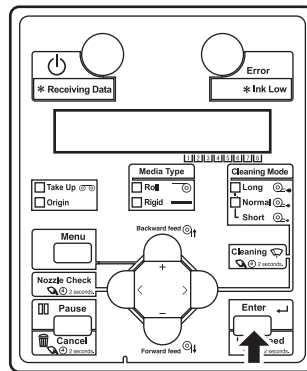 Error
* Receiving Data
* Ink Low
1 2 3 4 5 6 7 8
Media Type
Cleaning Mode
Take Up
Origin
Roll
Rigid
Long
Normal
Short
Menu
Backward feed
Cleaning
2 seconds.
Nozzle Check
2 seconds.
+
< >
−
Pause
Enter
Cancel
2 seconds.
Forward feed